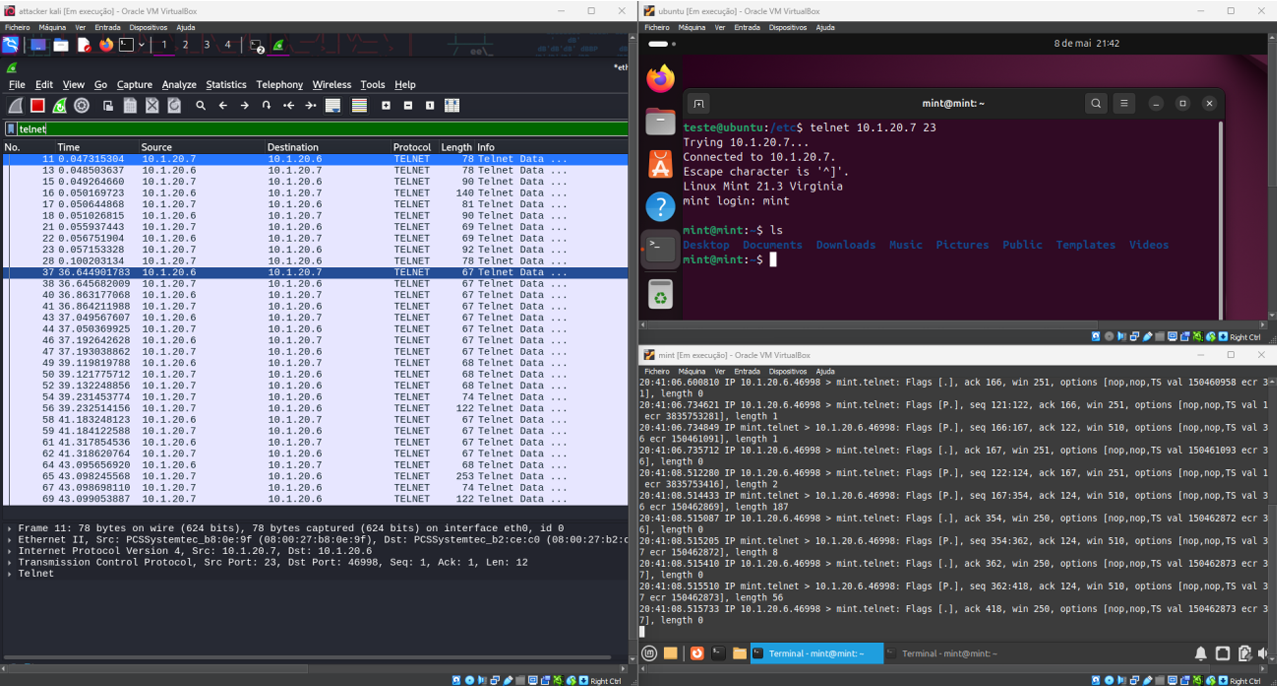 attacker kali [Em execução] - Oracle VM VirtualBox
Ficheiro Máquina Ver Entrada Dispositivos Ajuda
1 2 3 4
*eth
File Edit View Go Capture Analyze Statistics Telephony Wireless Tools Help
telnet
No. Time Source Destination Protocol Length Info
11 0.047315304 10.1.20.7 10.1.20.6 TELNET 78 Telnet Data ...
13 0.048503637 10.1.20.6 10.1.20.7 TELNET 78 Telnet Data ...
15 0.049264660 10.1.20.7 10.1.20.6 TELNET 90 Telnet Data ...
16 0.050169723 10.1.20.6 10.1.20.7 TELNET 140 Telnet Data ...
17 0.050644868 10.1.20.7 10.1.20.6 TELNET 81 Telnet Data ...
18 0.051026815 10.1.20.6 10.1.20.7 TELNET 90 Telnet Data ...
21 0.055937443 10.1.20.7 10.1.20.6 TELNET 69 Telnet Data ...
22 0.056751904 10.1.20.6 10.1.20.7 TELNET 69 Telnet Data ...
23 0.057153328 10.1.20.7 10.1.20.6 TELNET 92 Telnet Data ...
28 0.100203134 10.1.20.7 10.1.20.6 TELNET 78 Telnet Data ...
37 36.644901783 10.1.20.6 10.1.20.7 TELNET 67 Telnet Data ...
38 36.645682009 10.1.20.7 10.1.20.6 TELNET 67 Telnet Data ...
40 36.863177068 10.1.20.6 10.1.20.7 TELNET 67 Telnet Data ...
41 36.864211988 10.1.20.7 10.1.20.6 TELNET 67 Telnet Data ...
43 37.049567607 10.1.20.6 10.1.20.7 TELNET 67 Telnet Data ...
44 37.050369925 10.1.20.7 10.1.20.6 TELNET 67 Telnet Data ...
46 37.192642628 10.1.20.6 10.1.20.7 TELNET 67 Telnet Data ...
47 37.193038862 10.1.20.7 10.1.20.6 TELNET 67 Telnet Data ...
49 39.119819788 10.1.20.6 10.1.20.7 TELNET 68 Telnet Data ...
50 39.121775712 10.1.20.7 10.1.20.6 TELNET 68 Telnet Data ...
52 39.132248856 10.1.20.7 10.1.20.6 TELNET 68 Telnet Data ...
54 39.231453774 10.1.20.7 10.1.20.6 TELNET 74 Telnet Data ...
56 39.232514156 10.1.20.7 10.1.20.6 TELNET 122 Telnet Data ...
58 41.183248123 10.1.20.6 10.1.20.7 TELNET 67 Telnet Data ...
59 41.184122588 10.1.20.7 10.1.20.6 TELNET 67 Telnet Data ...
61 41.317854536 10.1.20.6 10.1.20.7 TELNET 67 Telnet Data ...
62 41.318620764 10.1.20.7 10.1.20.6 TELNET 67 Telnet Data ...
64 43.095656920 10.1.20.6 10.1.20.7 TELNET 68 Telnet Data ...
65 43.098245568 10.1.20.7 10.1.20.6 TELNET 253 Telnet Data ...
67 43.098698110 10.1.20.7 10.1.20.6 TELNET 74 Telnet Data ...
69 43.099053887 10.1.20.7 10.1.20.6 TELNET 122 Telnet Data ...
Frame 11: 78 bytes on wire (624 bits), 78 bytes captured (624 bits) on interface eth0, id 0
Ethernet II, Src: PCSSystemtec_b8:0e:9f (08:00:27:b8:0e:9f), Dst: PCSSystemtec_b2:ce:c0 (08:00:27:b2:c
Internet Protocol Version 4, Src: 10.1.20.7, Dst: 10.1.20.6
Transmission Control Protocol, Src Port: 23, Dst Port: 46998, Seq: 1, Ack: 1, Len: 12
Telnet
Right Ctrl
ubuntu [Em execução] - Oracle VM VirtualBox
Ficheiro Máquina Ver Entrada Dispositivos Ajuda
8 de mai 21:42
mint@mint: ~
teste@ubuntu:/etc$ telnet 10.1.20.7 23
Trying 10.1.20.7...
Connected to 10.1.20.7.
Escape character is '^]'.
Linux Mint 21.3 Virginia
mint login: mint
mint@mint:~$ ls
Desktop Documents Downloads Music Pictures Public Templates Videos
mint@mint:~$
Right Ctrl
mint [Em execução] - Oracle VM VirtualBox
Ficheiro Máquina Ver Entrada Dispositivos Ajuda
20:41:06.600810 IP 10.1.20.6.46998 > mint.telnet: Flags [.], ack 166, win 251, options [nop,nop,TS val 150460958 ecr 3
1], length 0
20:41:06.734621 IP 10.1.20.6.46998 > mint.telnet: Flags [P.], seq 121:122, ack 166, win 251, options [nop,nop,TS val 1
ecr 3835753281], length 1
20:41:06.734849 IP mint.telnet > 10.1.20.6.46998: Flags [P.], seq 166:167, ack 122, win 510, options [nop,nop,TS val 3
6 ecr 150461091], length 1
20:41:06.735712 IP 10.1.20.6.46998 > mint.telnet: Flags [.], ack 167, win 251, options [nop,nop,TS val 150461093 ecr 3
6], length 0
20:41:08.512280 IP 10.1.20.6.46998 > mint.telnet: Flags [P.], seq 122:124, ack 167, win 251, options [nop,nop,TS val 1
ecr 3835753416], length 2
20:41:08.514433 IP mint.telnet > 10.1.20.6.46998: Flags [P.], seq 167:354, ack 124, win 510, options [nop,nop,TS val 3
6 ecr 150462869], length 187
20:41:08.515087 IP 10.1.20.6.46998 > mint.telnet: Flags [.], ack 354, win 250, options [nop,nop,TS val 150462872 ecr 3
6], length 0
20:41:08.515205 IP mint.telnet > 10.1.20.6.46998: Flags [P.], seq 354:362, ack 124, win 510, options [nop,nop,TS val 3
7 ecr 150462872], length 8
20:41:08.515410 IP 10.1.20.6.46998 > mint.telnet: Flags [.], ack 362, win 250, options [nop,nop,TS val 150462873 ecr 3
7], length 0
20:41:08.515510 IP mint.telnet > 10.1.20.6.46998: Flags [P.], seq 362:418, ack 124, win 510, options [nop,nop,TS val 3
7 ecr 150462873], length 56
20:41:08.515733 IP 10.1.20.6.46998 > mint.telnet: Flags [.], ack 418, win 250, options [nop,nop,TS val 150462873 ecr 3
7], length 0
Terminal - mint@mint: ~ Terminal - mint@mint: ~
Right Ctrl